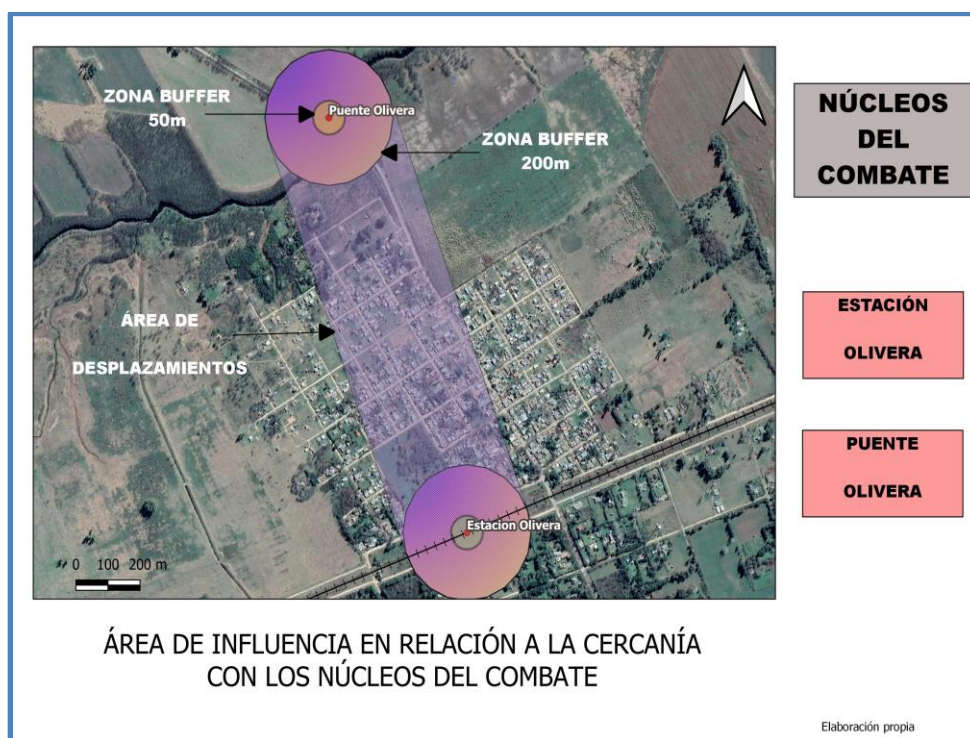 ZONA BUFFER
50m
Puente Olivera
ZONA BUFFER
200m
ÁREA DE
DESPLAZAMIENTOS
Estacion Olivera
0 100 200 m
NÚCLEOS
DEL
COMBATE
ESTACIÓN
OLIVERA
PUENTE
OLIVERA
ÁREA DE INFLUENCIA EN RELACIÓN A LA CERCANÍA
CON LOS NÚCLEOS DEL COMBATE
Elaboración propia